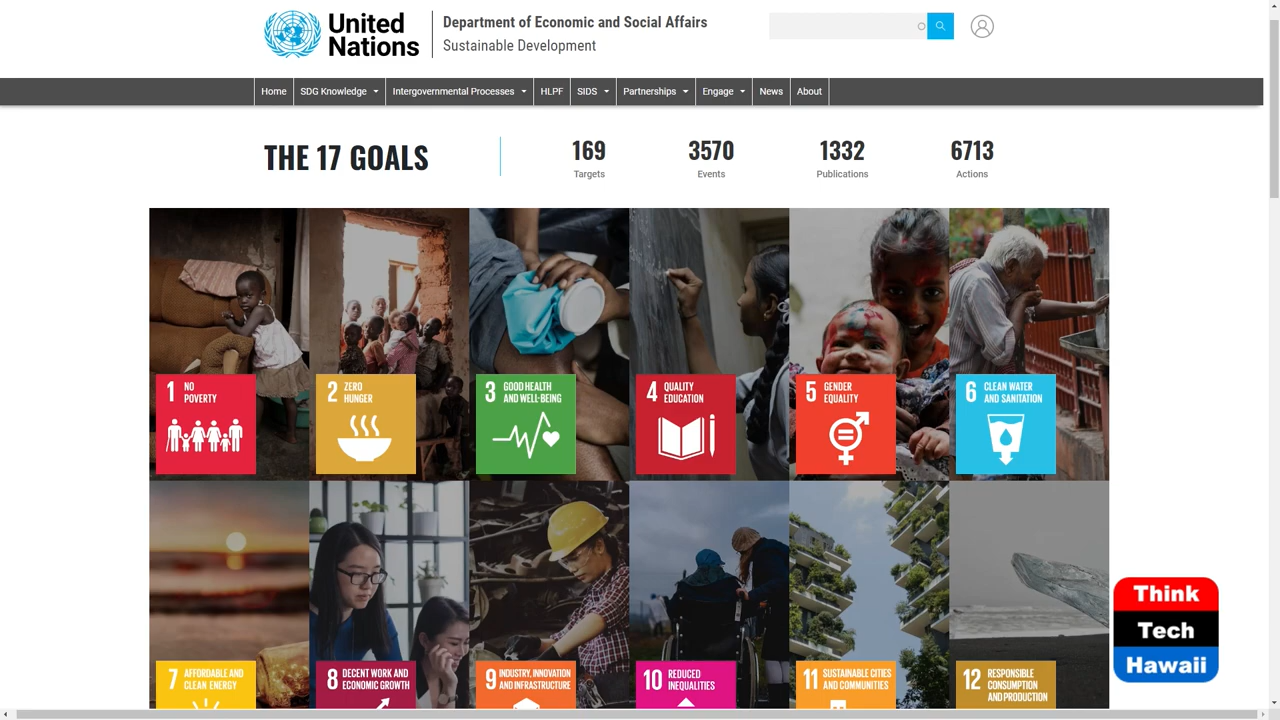 United
Nations
Department of Economic and Social Affairs
Sustainable Development
Home
SDG Knowledge
Intergovernmental Processes
HLPF
SIDS
Partnerships
Engage
News
About
THE 17 GOALS
169
Targets
3570
Events
1332
Publications
6713
Actions
1 NO
POVERTY
2 ZERO
HUNGER
3 GOOD HEALTH
AND WELL-BEING
4 QUALITY
EDUCATION
5 GENDER
EQUALITY
6 CLEAN WATER
AND SANITATION
7 AFFORDABLE AND
CLEAN ENERGY
8 DECENT WORK AND
ECONOMIC GROWTH
9 INDUSTRY, INNOVATION
AND INFRASTRUCTURE
10 REDUCED
INEQUALITIES
11 SUSTAINABLE CITIES
AND COMMUNITIES
12 RESPONSIBLE
CONSUMPTION
AND PRODUCTION
Think
Tech
Hawaii